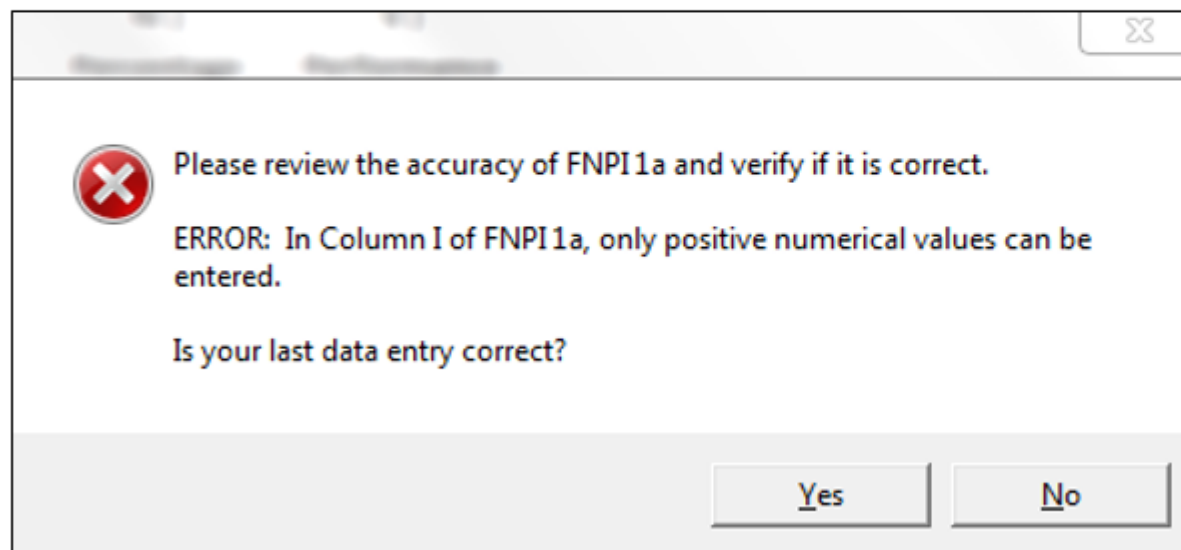 Please review the accuracy of FNPI 1a and verify if it is correct.
ERROR:  In Column I of FNPI 1a, only positive numerical values can be
entered.
Is your last data entry correct?
Yes
No